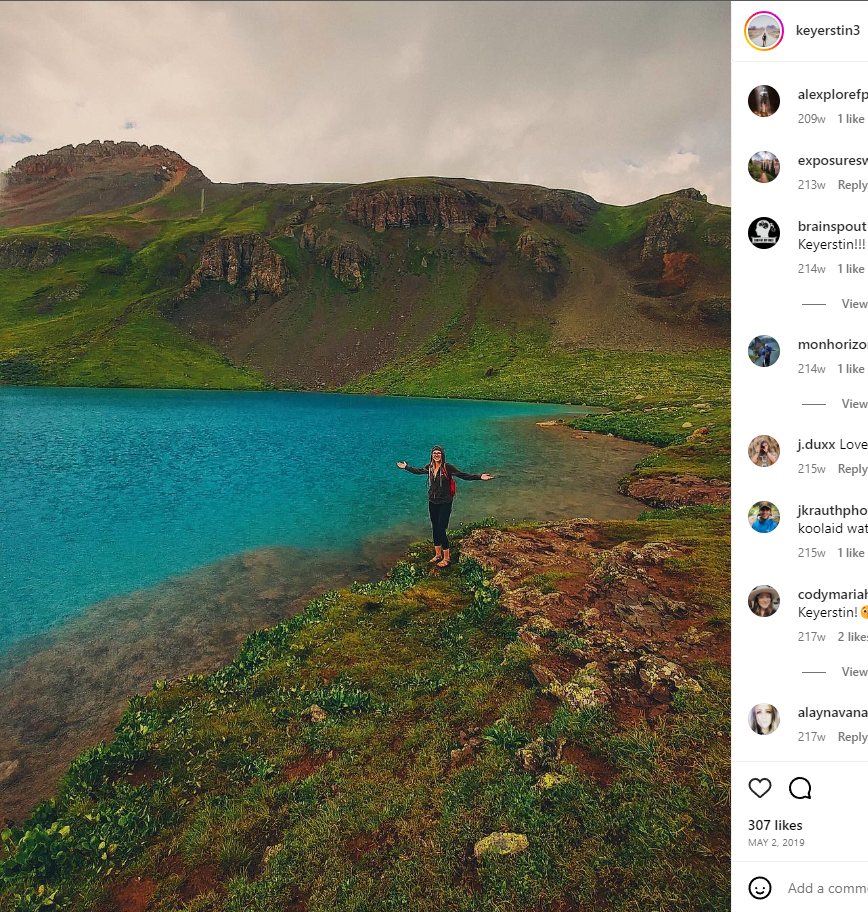 keyerstin3
alexplorefp
209w 1 like
exposuresw
213w Reply
brainspout
Keyerstin!!!
214w 1 like
View
monhorizo
214w 1 like
View
j.duxx Love
215w Reply
jkrauthpho
koolaid wat
215w 1 like
codymariah
Keyerstin!
217w 2 likes
View
alaynavana
217w Reply
307 likes
MAY 2, 2019
Add a comme